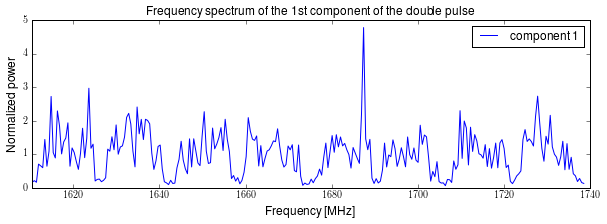 Frequency spectrum of the 1st component of the double pulse
5
4
3
2
1
0
Normalized power
component 1
1620 1640 1660 1680 1700 1720 1740
Frequency [MHz]